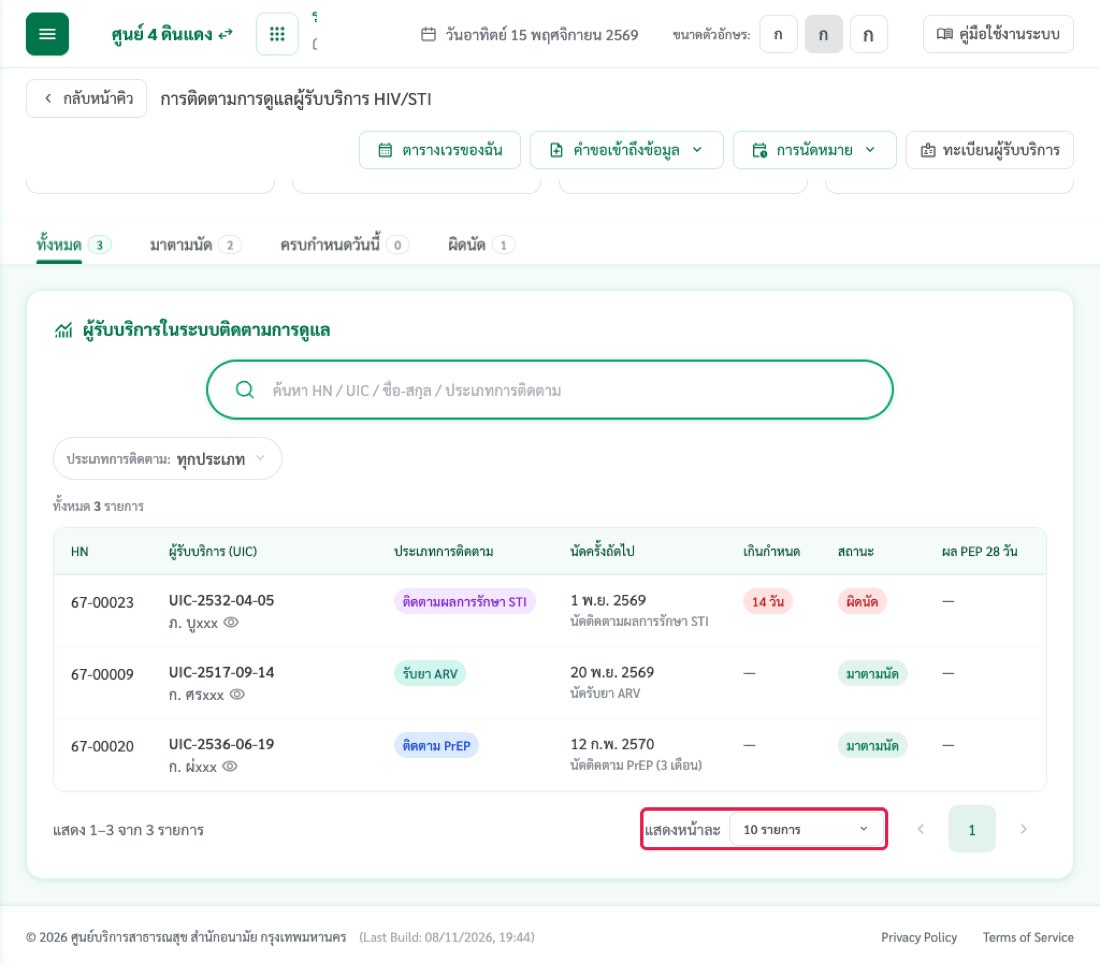 ศูนย์ 4 ดินแดง
วันอาทิตย์ 15 พฤศจิกายน 2569
ขนาดตัวอักษร: ก ก ก
คู่มือใช้งานระบบ
กลับหน้าคิว
การติดตามการดูแลผู้รับบริการ HIV/STI
ตารางเวรของฉัน
คำขอเข้าถึงข้อมูล
การนัดหมาย
ทะเบียนผู้รับบริการ
ทั้งหมด 3
มาตามนัด 2
ครบกำหนดวันนี้ 0
ผิดนัด 1
ผู้รับบริการในระบบติดตามการดูแล
ค้นหา HN / UIC / ชื่อ-สกุล / ประเภทการติดตาม
ประเภทการติดตาม: ทุกประเภท
ทั้งหมด 3 รายการ
HN ผู้รับบริการ (UIC) ประเภทการติดตาม นัดครั้งถัดไป เกินกำหนด สถานะ ผล PEP 28 วัน
67-00023 UIC-2532-04-05 ติดตามผลการรักษา STI 1 พ.ย. 2569 14 วัน ผิดนัด —
ภ. บูxxx นัดติดตามผลการรักษา STI
67-00009 UIC-2517-09-14 รับยา ARV 20 พ.ย. 2569 — มาตามนัด —
ก. ศรxxx นัดรับยา ARV
67-00020 UIC-2536-06-19 ติดตาม PrEP 12 ก.พ. 2570 — มาตามนัด —
ก. ผ่xxx นัดติดตาม PrEP (3 เดือน)
แสดง 1–3 จาก 3 รายการ
แสดงหน้าละ 10 รายการ
1
© 2026 ศูนย์บริการสาธารณสุข สำนักอนามัย กรุงเทพมหานคร (Last Build: 08/11/2026, 19:44)
Privacy Policy Terms of Service